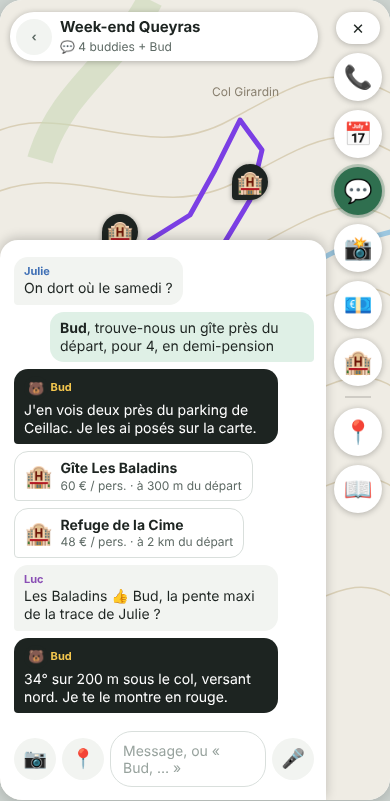 Week-end Queyras
💬 4 buddies + Bud
Col Girardin
Julie
On dort où le samedi ?
Bud, trouve-nous un gîte près du
départ, pour 4, en demi-pension
Bud
J'en vois deux près du parking de
Ceillac. Je les ai posés sur la carte.
Gîte Les Baladins
60 € / pers. · à 300 m du départ
Refuge de la Cime
48 € / pers. · à 2 km du départ
Luc
Les Baladins 👍 Bud, la pente maxi
de la trace de Julie ?
Bud
34° sur 200 m sous le col, versant
nord. Je te le montre en rouge.
Message, ou «
Bud, ... »